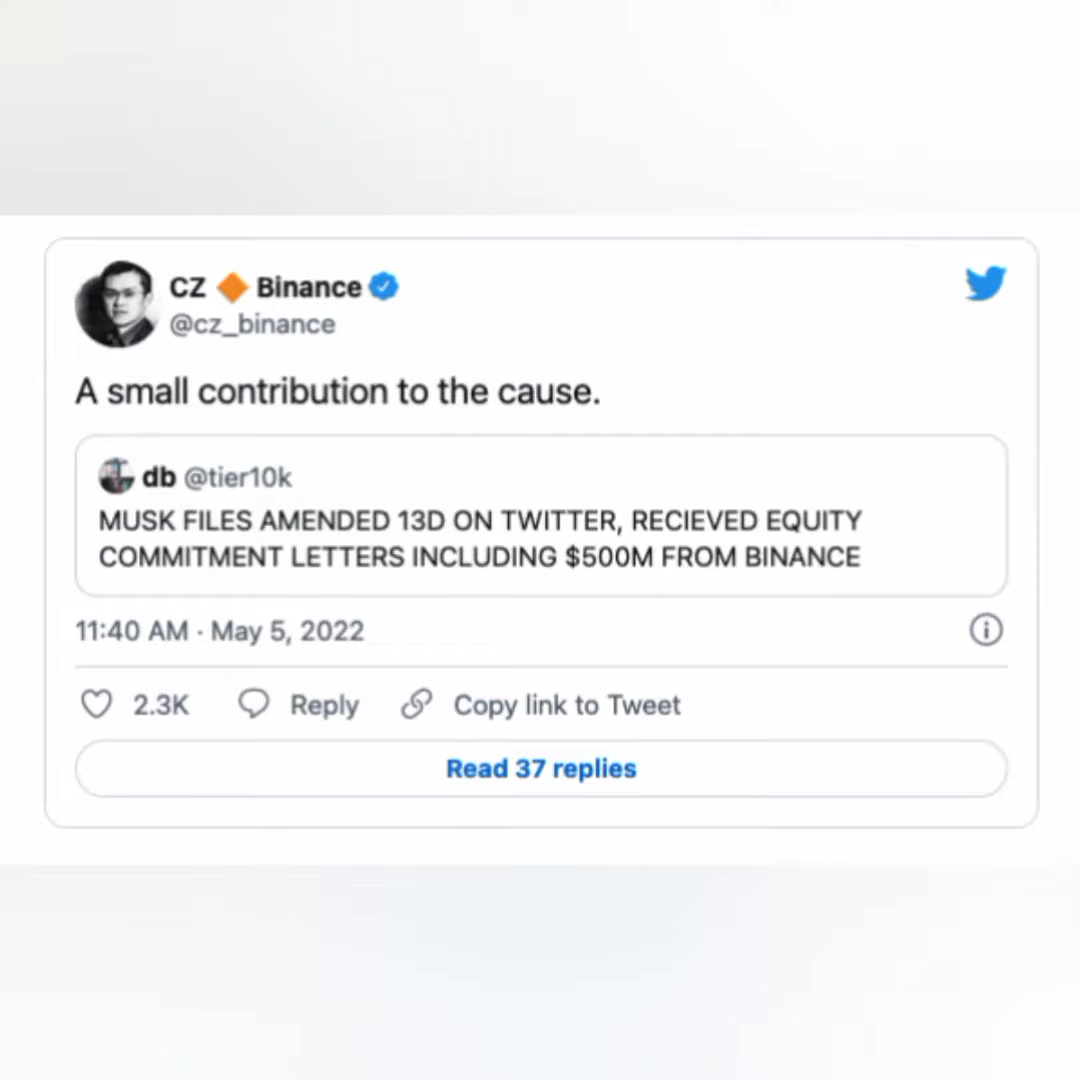 CZ 🔶 Binance
@cz_binance
A small contribution to the cause.
db @tier10k
MUSK FILES AMENDED 13D ON TWITTER, RECIEVED EQUITY
COMMITMENT LETTERS INCLUDING $500M FROM BINANCE
11:40 AM · May 5, 2022
2.3K Reply Copy link to Tweet
Read 37 replies